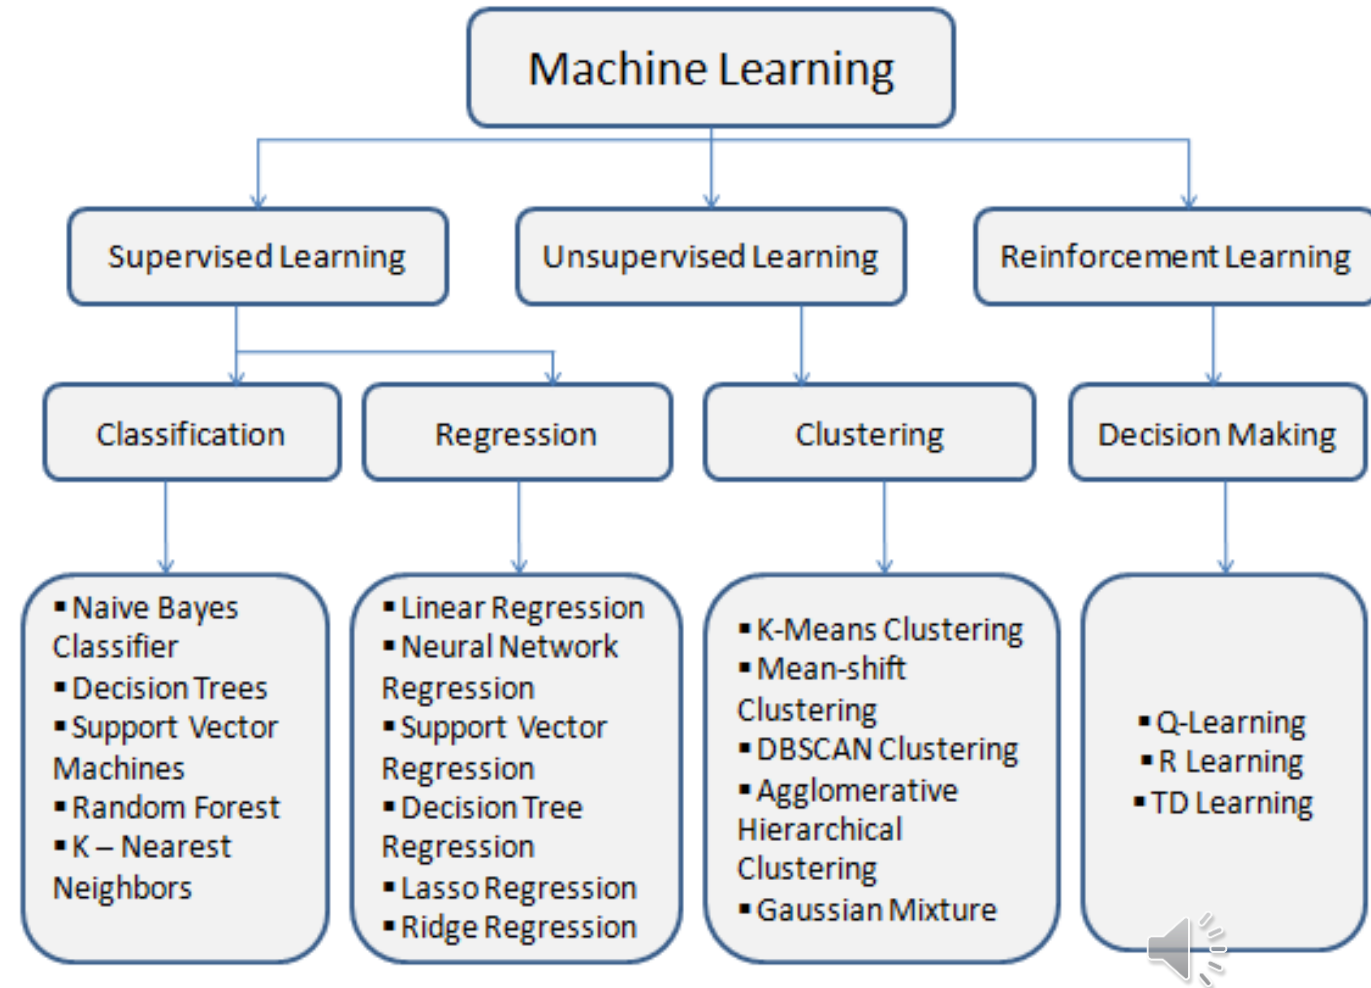 Machine Learning
Supervised Learning
Unsupervised Learning
Reinforcement Learning
Classification
Regression
Clustering
Decision Making
▪ Naive Bayes
Classifier
▪ Decision Trees
▪ Support Vector
Machines
▪ Random Forest
▪ K – Nearest
Neighbors
▪ Linear Regression
▪ Neural Network
Regression
▪ Support Vector
Regression
▪ Decision Tree
Regression
▪ Lasso Regression
▪ Ridge Regression
▪ K-Means Clustering
▪ Mean-shift
Clustering
▪ DBSCAN Clustering
▪ Agglomerative
Hierarchical
Clustering
▪ Gaussian Mixture
▪ Q-Learning
▪ R Learning
▪ TD Learning